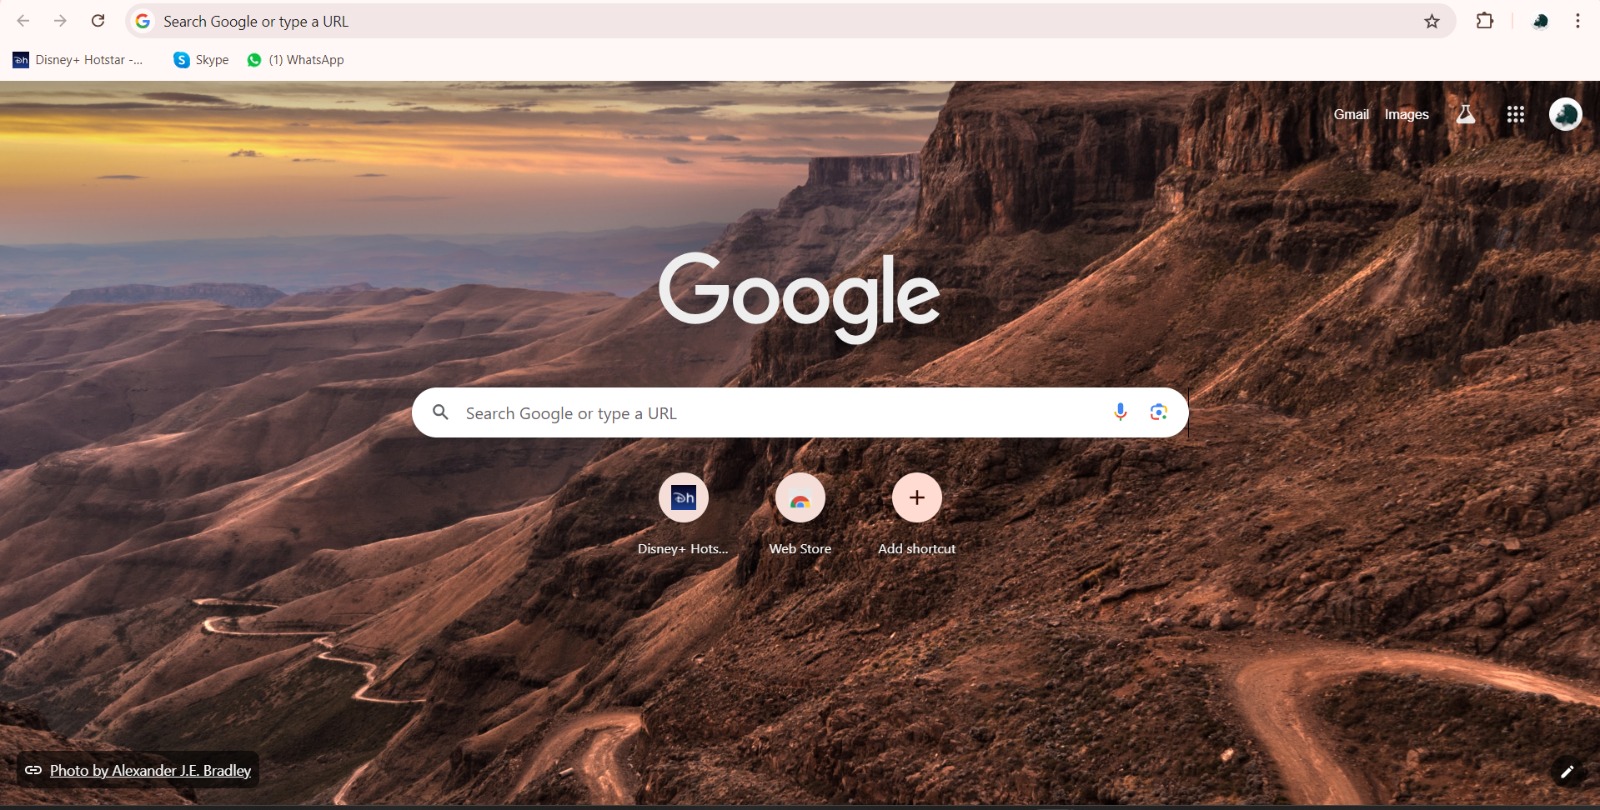 Search Google or type a URL
Disney+ Hotstar -... Skype (1) WhatsApp
Gmail Images
Google
Search Google or type a URL
Disney+ Hots... Web Store Add shortcut
Photo by Alexander J.E. Bradley